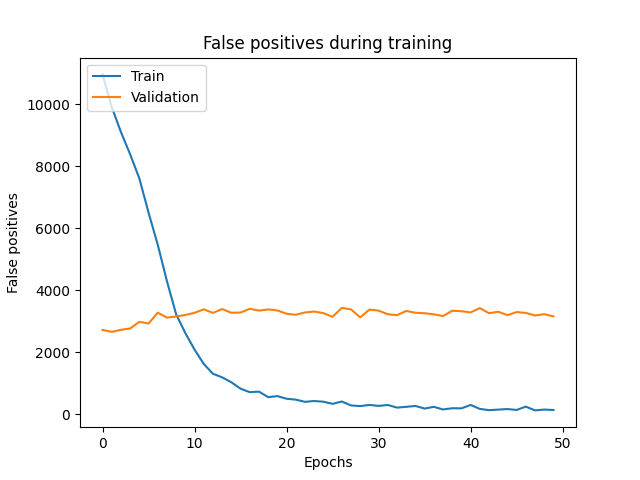 False positives during training
Train
Validation
False positives
10000
8000
6000
4000
2000
0
0 10 20 30 40 50
Epochs